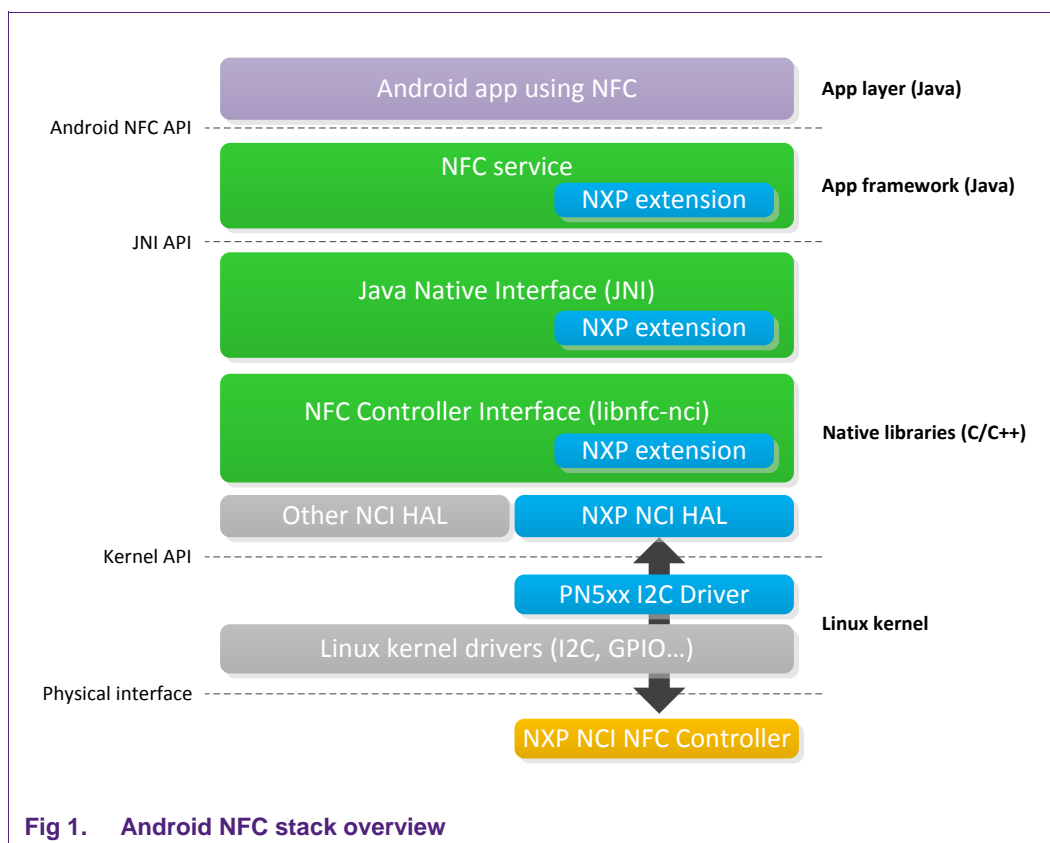 Android app using NFC
App layer (Java)
Android NFC API
NFC service
NXP extension
App framework (Java)
JNI API
Java Native Interface (JNI)
NXP extension
NFC Controller Interface (libnfc-nci)
NXP extension
Native libraries (C/C++)
Other NCI HAL
NXP NCI HAL
Kernel API
PN5xx I2C Driver
Linux kernel
Linux kernel drivers (I2C, GPIO…)
Physical interface
NXP NCI NFC Controller
Fig 1. Android NFC stack overview